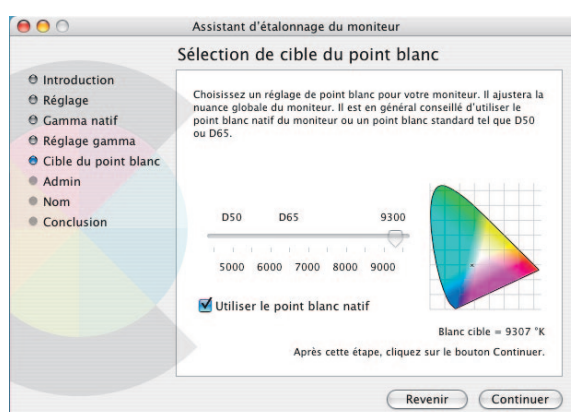 Assistant d'étalonnage du moniteur
Sélection de cible du point blanc
Introduction
Réglage
Gamma natif
Réglage gamma
Cible du point blanc
Admin
Nom
Conclusion
Choisissez un réglage de point blanc pour votre moniteur. Il ajustera la
nuance globale du moniteur. Il est en général conseillé d'utiliser le
point blanc natif du moniteur ou un point blanc standard tel que D50
ou D65.
D50 D65 9300
5000 6000 7000 8000 9000
Utiliser le point blanc natif
Blanc cible = 9307 °K
Après cette étape, cliquez sur le bouton Continuer.
Revenir Continuer